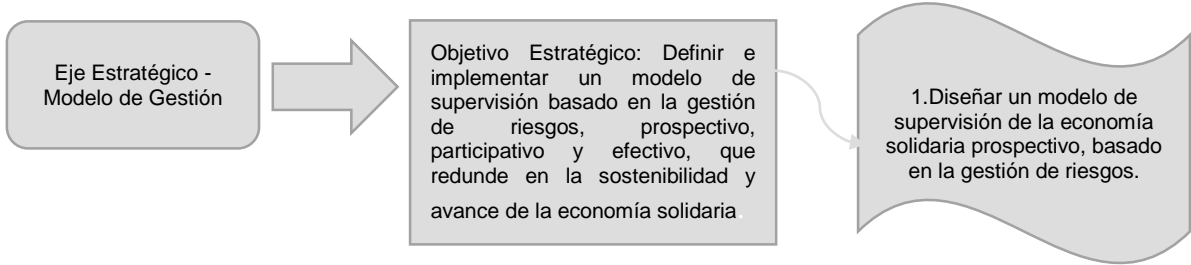 Eje Estratégico -
Modelo de Gestión
Objetivo Estratégico: Definir e
implementar un modelo de
supervisión basado en la gestión
de riesgos, prospectivo,
participativo y efectivo, que
redunde en la sostenibilidad y
avance de la economía solidaria.
1.Diseñar un modelo de
supervisión de la economía
solidaria prospectivo, basado
en la gestión de riesgos.